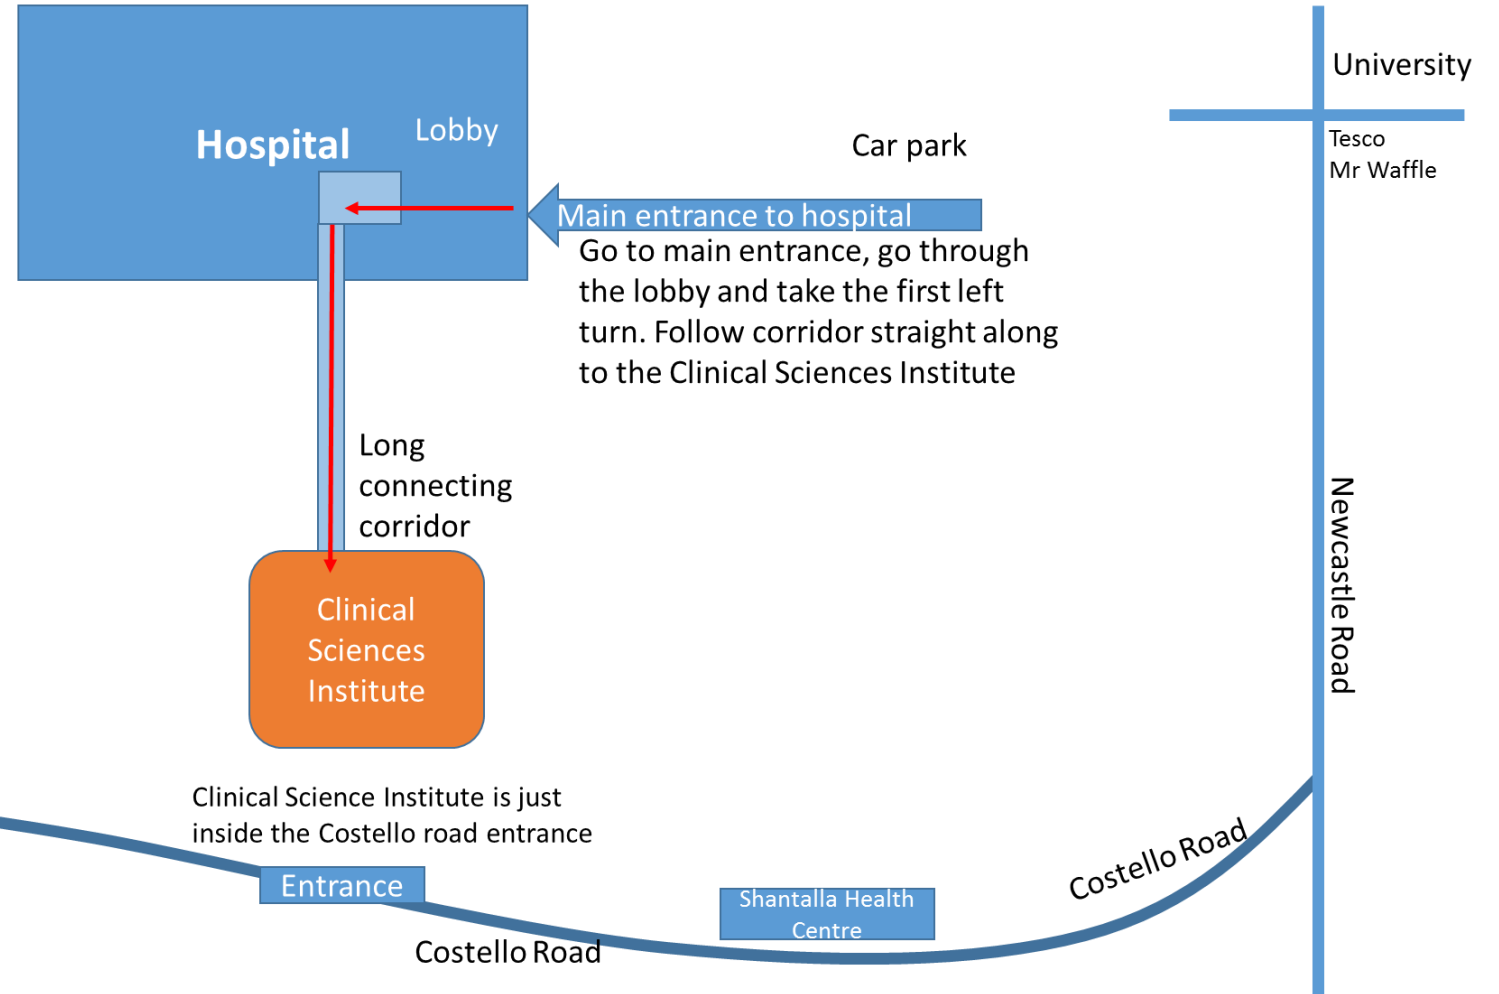 University
Tesco
Mr Waffle
Hospital
Lobby
Car park
Main entrance to hospital
Go to main entrance, go through
the lobby and take the first left
turn. Follow corridor straight along
to the Clinical Sciences Institute
Long
connecting
corridor
Newcastle Road
Clinical
Sciences
Institute
Clinical Science Institute is just
inside the Costello road entrance
Entrance
Costello Road
Shantalla Health
Centre
Costello Road